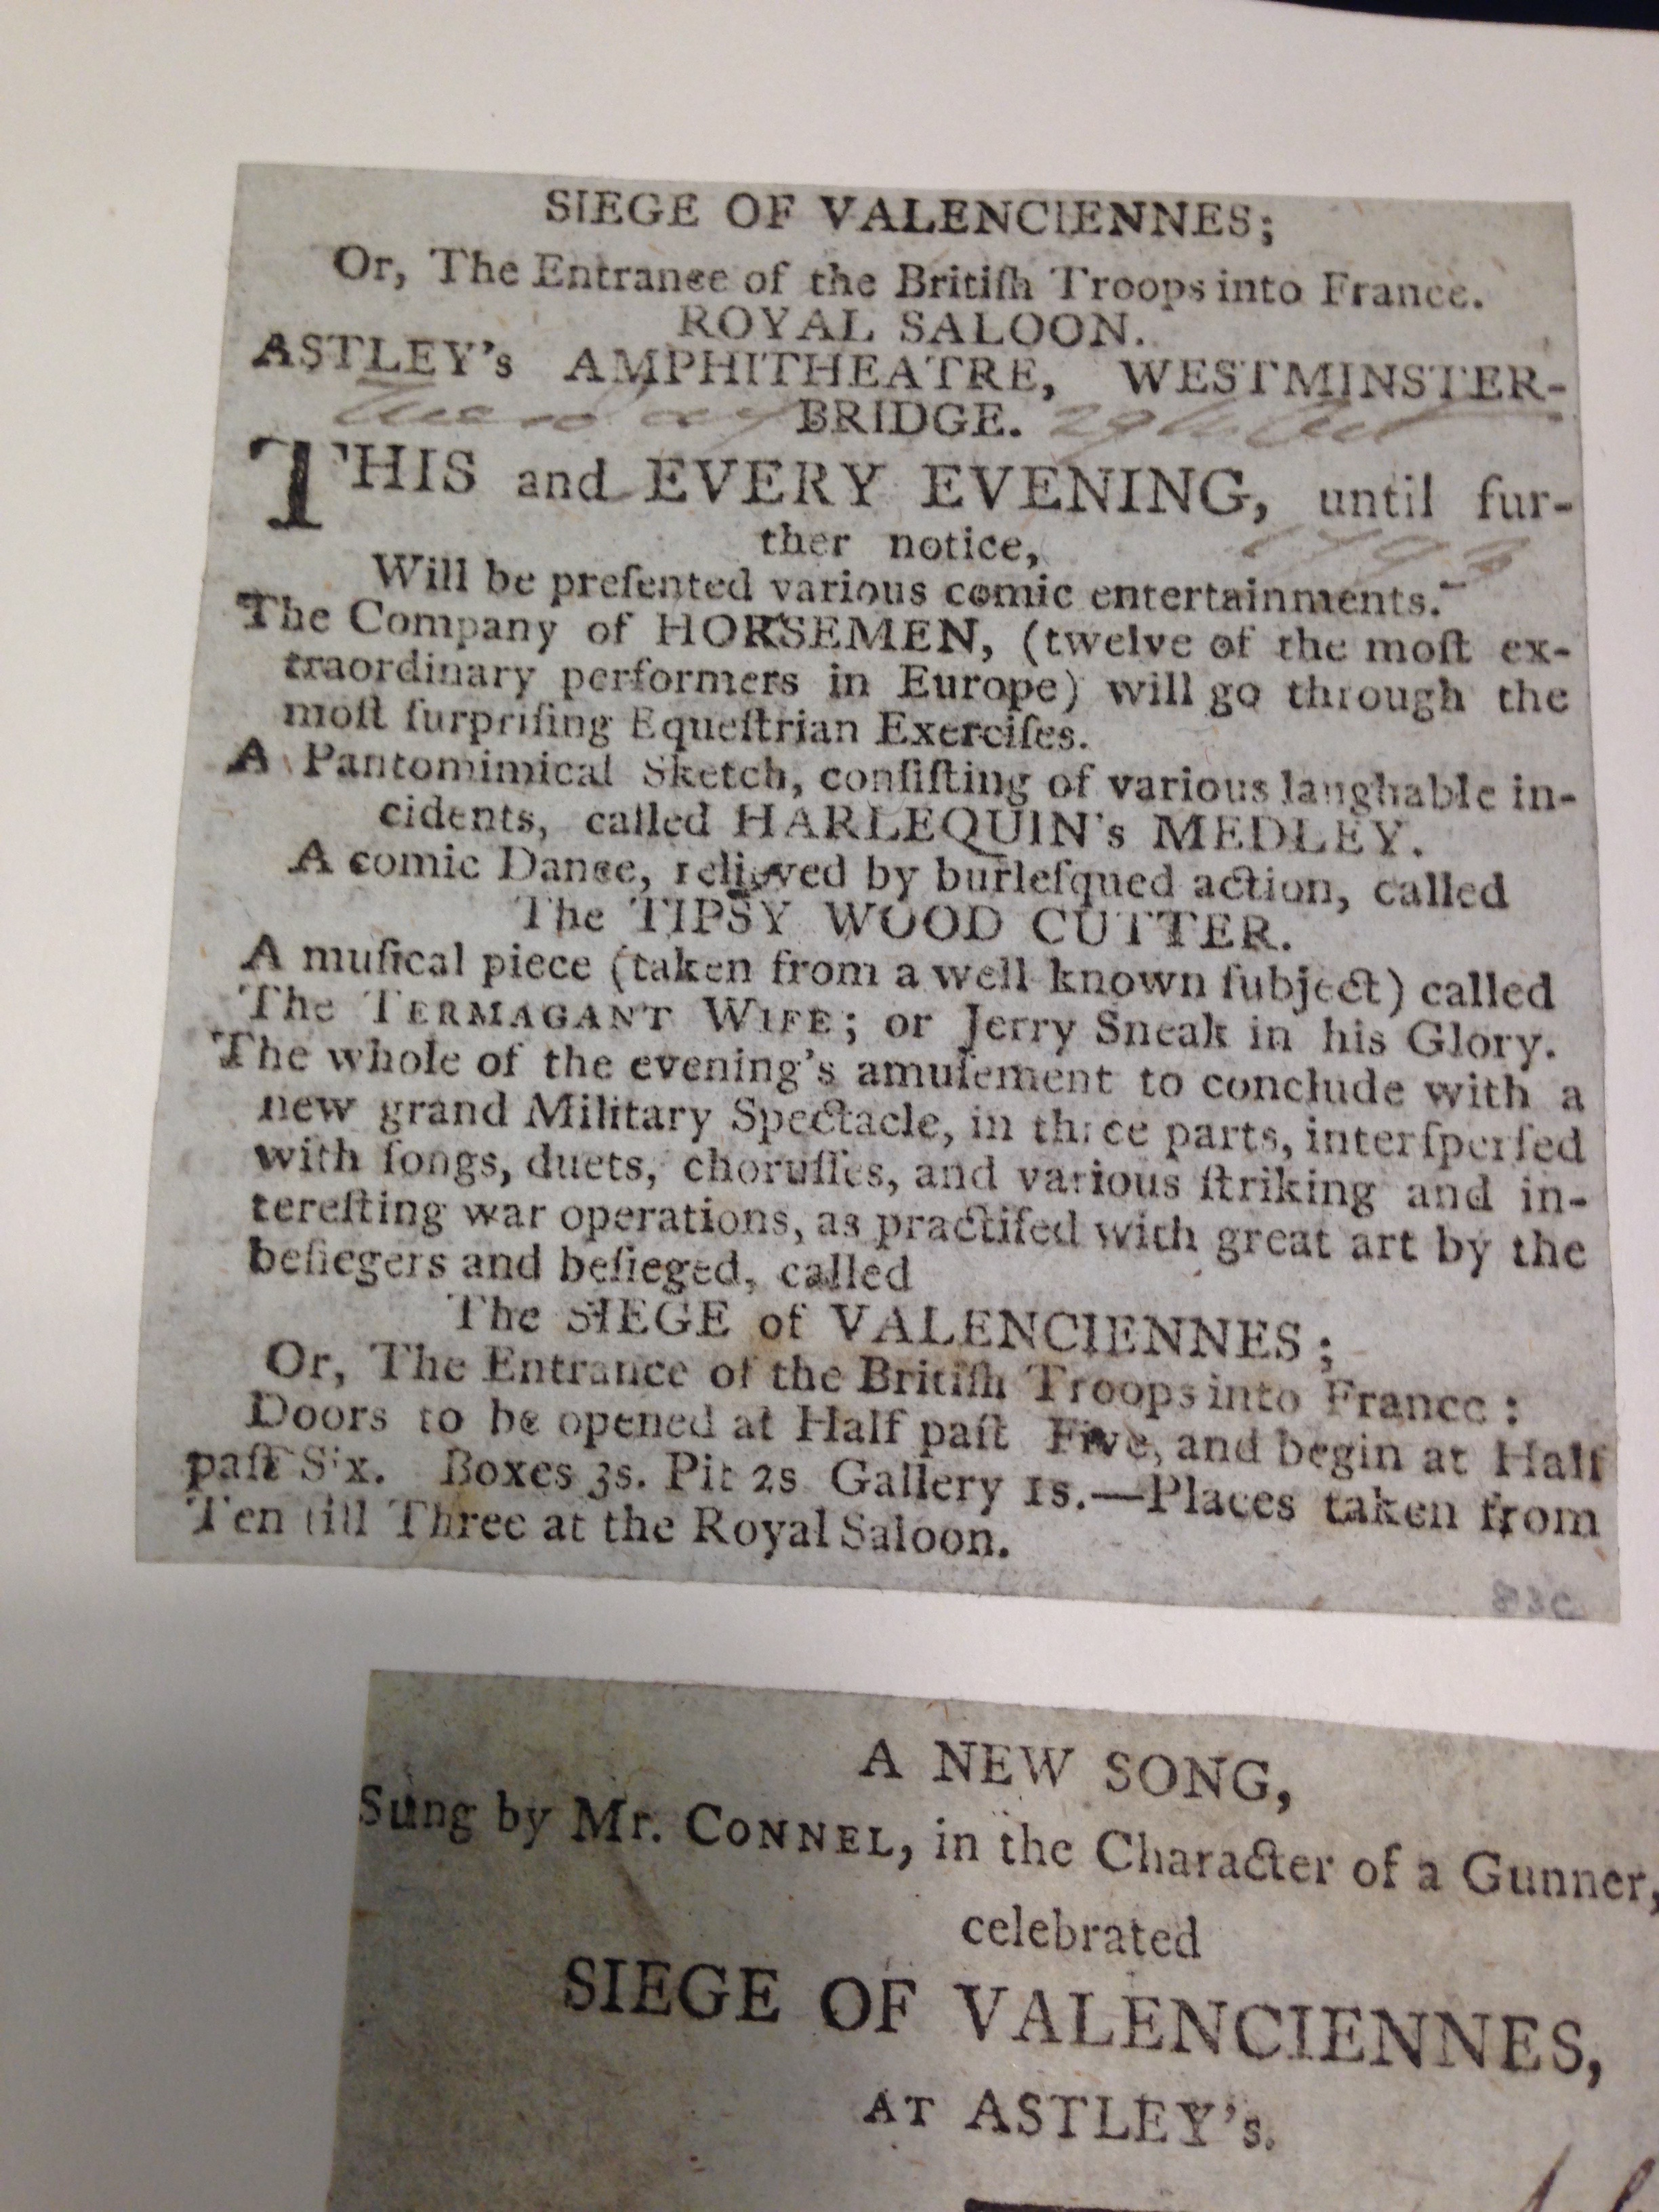 SIEGE OF VALENCIENNES;
Or, The Entrance of the Britiſh Troops into France.
ROYAL SALOON.
ASTLEY's AMPHITHEATRE, WESTMINSTER-
BRIDGE.
THIS and EVERY EVENING, until fur-
ther notice,
1793
Will be preſented various comic entertainments.
The Company of HORSEMEN, (twelve of the moſt ex-
traordinary performers in Europe) will go through the
moſt ſurpriſing Equeſtrian Exerciſes.
A Pantomimical Sketch, conſiſting of various laughable in-
cidents, called HARLEQUIN's MEDLEY.
A comic Dance, relieved by burleſqued action, called
The TIPSY WOOD CUTTER.
A muſical piece (taken from a well known ſubject) called
The TERMAGANT WIFE; or Jerry Sneak in his Glory.
The whole of the evening's amuſement to conclude with a
new grand Military Spectacle, in three parts, interſperſed
with ſongs, duets, choruſſes, and various ſtriking and in-
tereſting war operations, as practiſed with great art by the
beſiegers and beſieged, called
The SIEGE of VALENCIENNES;
Or, The Entrance of the Britiſh Troops into France:
Doors to be opened at Half paſt Five, and begin at Half
paſt Six. Boxes 3s. Pit 2s Gallery 1s.—Places taken from
Ten till Three at the Royal Saloon.
83c
A NEW SONG,
Sung by Mr. CONNEL, in the Character of a Gunner,
celebrated
SIEGE OF VALENCIENNES,
AT ASTLEY's.